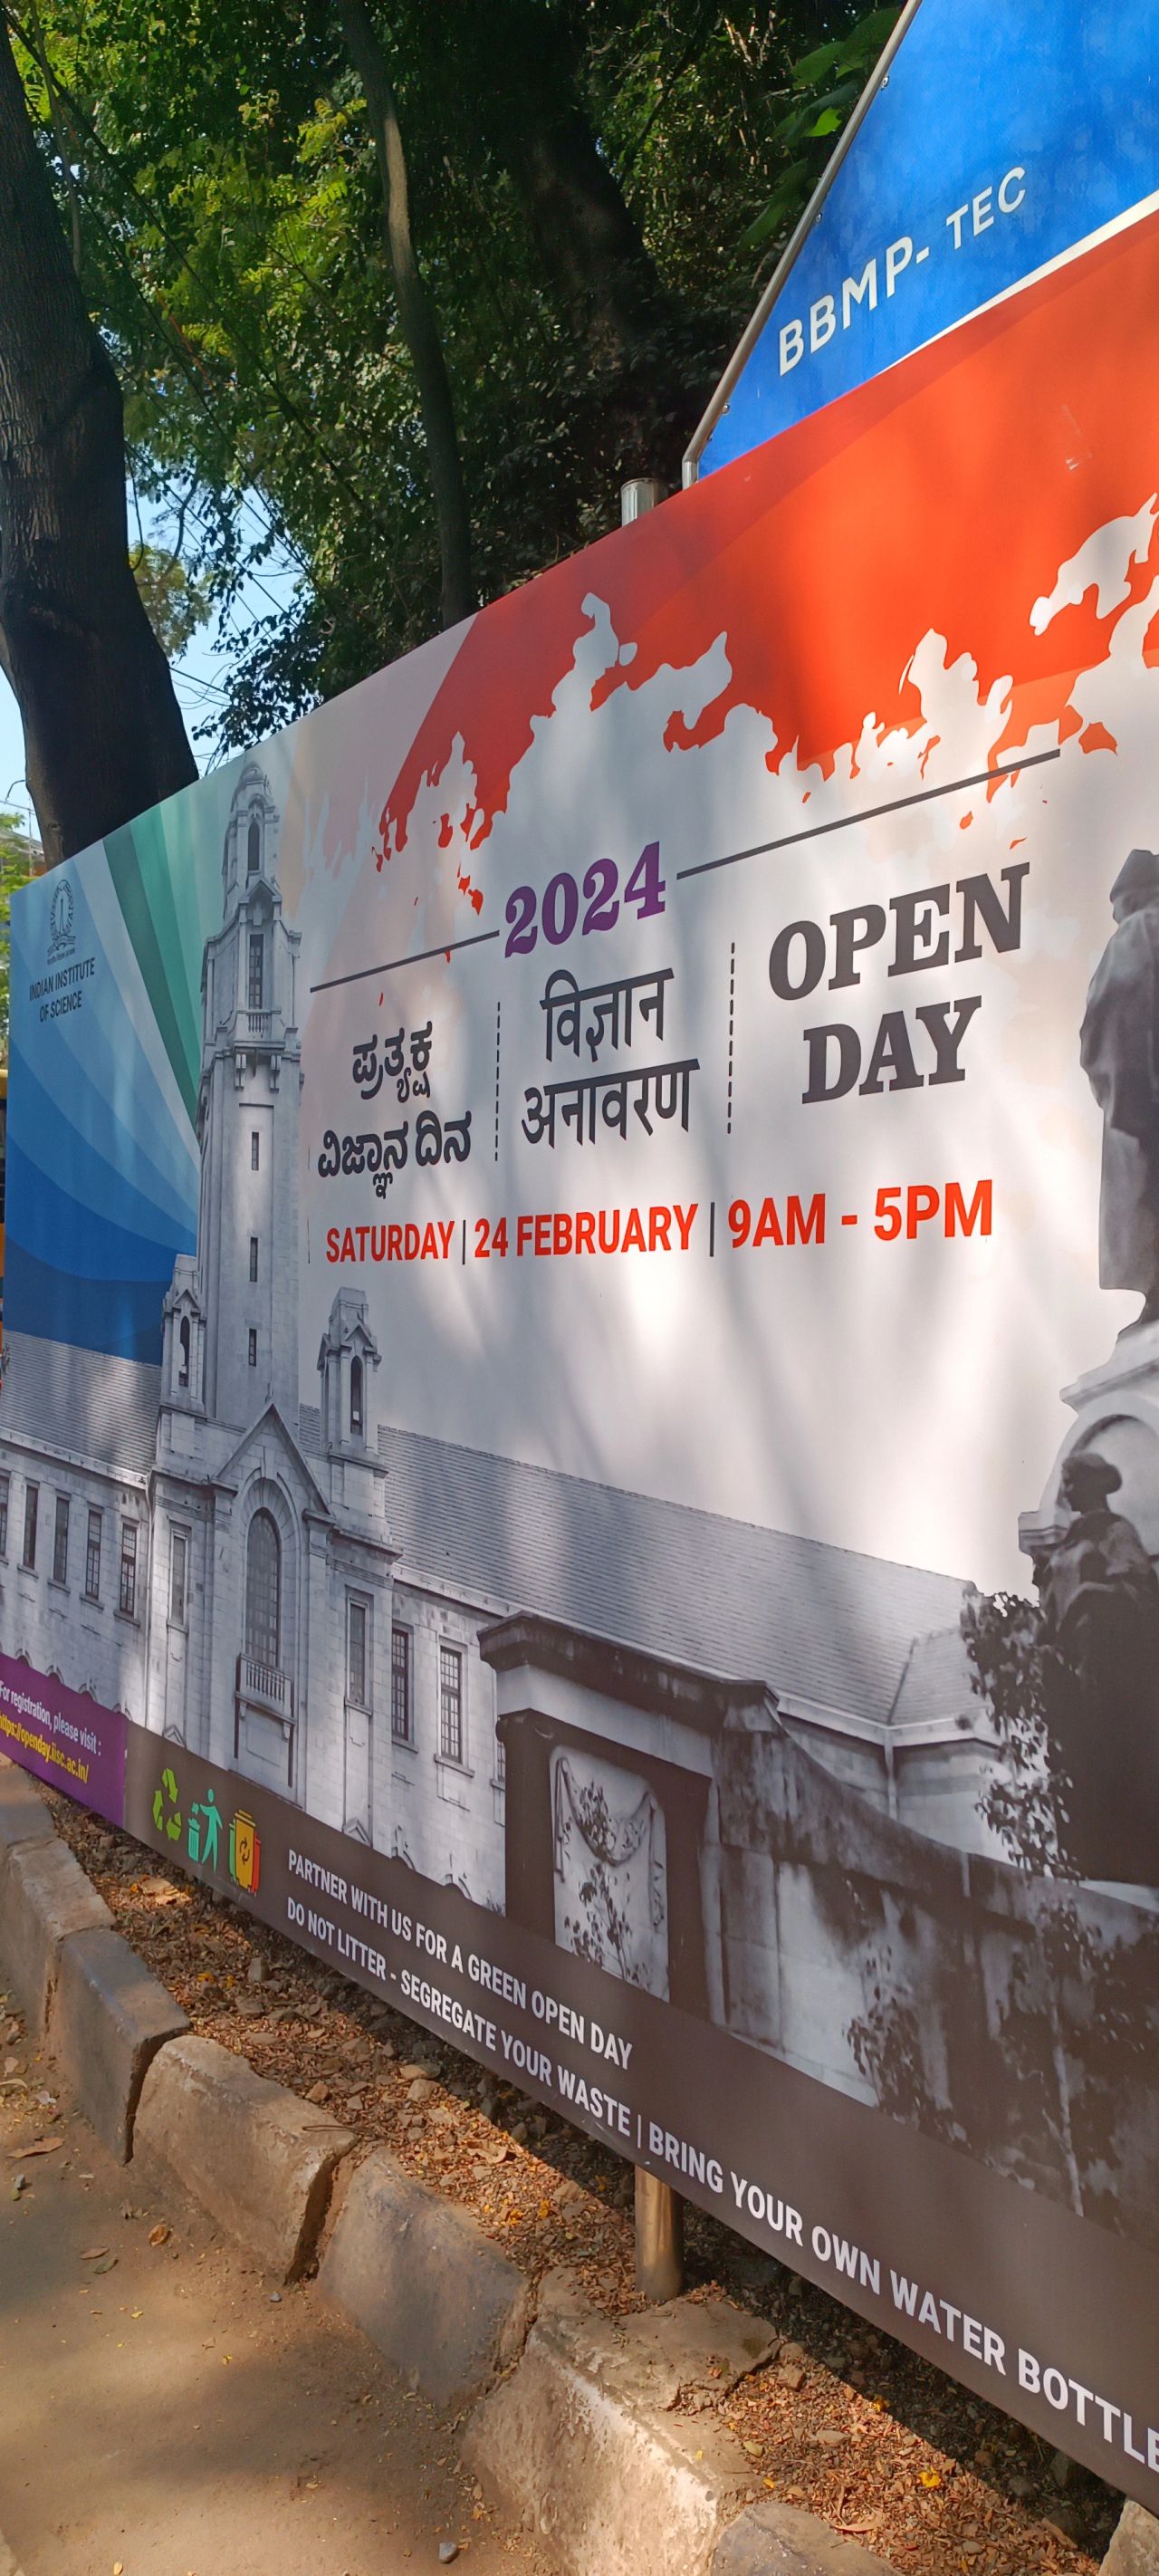 BBMP- TEC
INDIAN INSTITUTE
OF SCIENCE
2024
ಪ್ರತ್ಯಕ್ಷ
ವಿಜ್ಞಾನ ದಿನ
विज्ञान
अनावरण
OPEN
DAY
SATURDAY | 24 FEBRUARY | 9AM - 5PM
For registration, please visit :
https://openday.iisc.ac.in/
PARTNER WITH US FOR A GREEN OPEN DAY
DO NOT LITTER - SEGREGATE YOUR WASTE | BRING YOUR OWN WATER BOTTLE